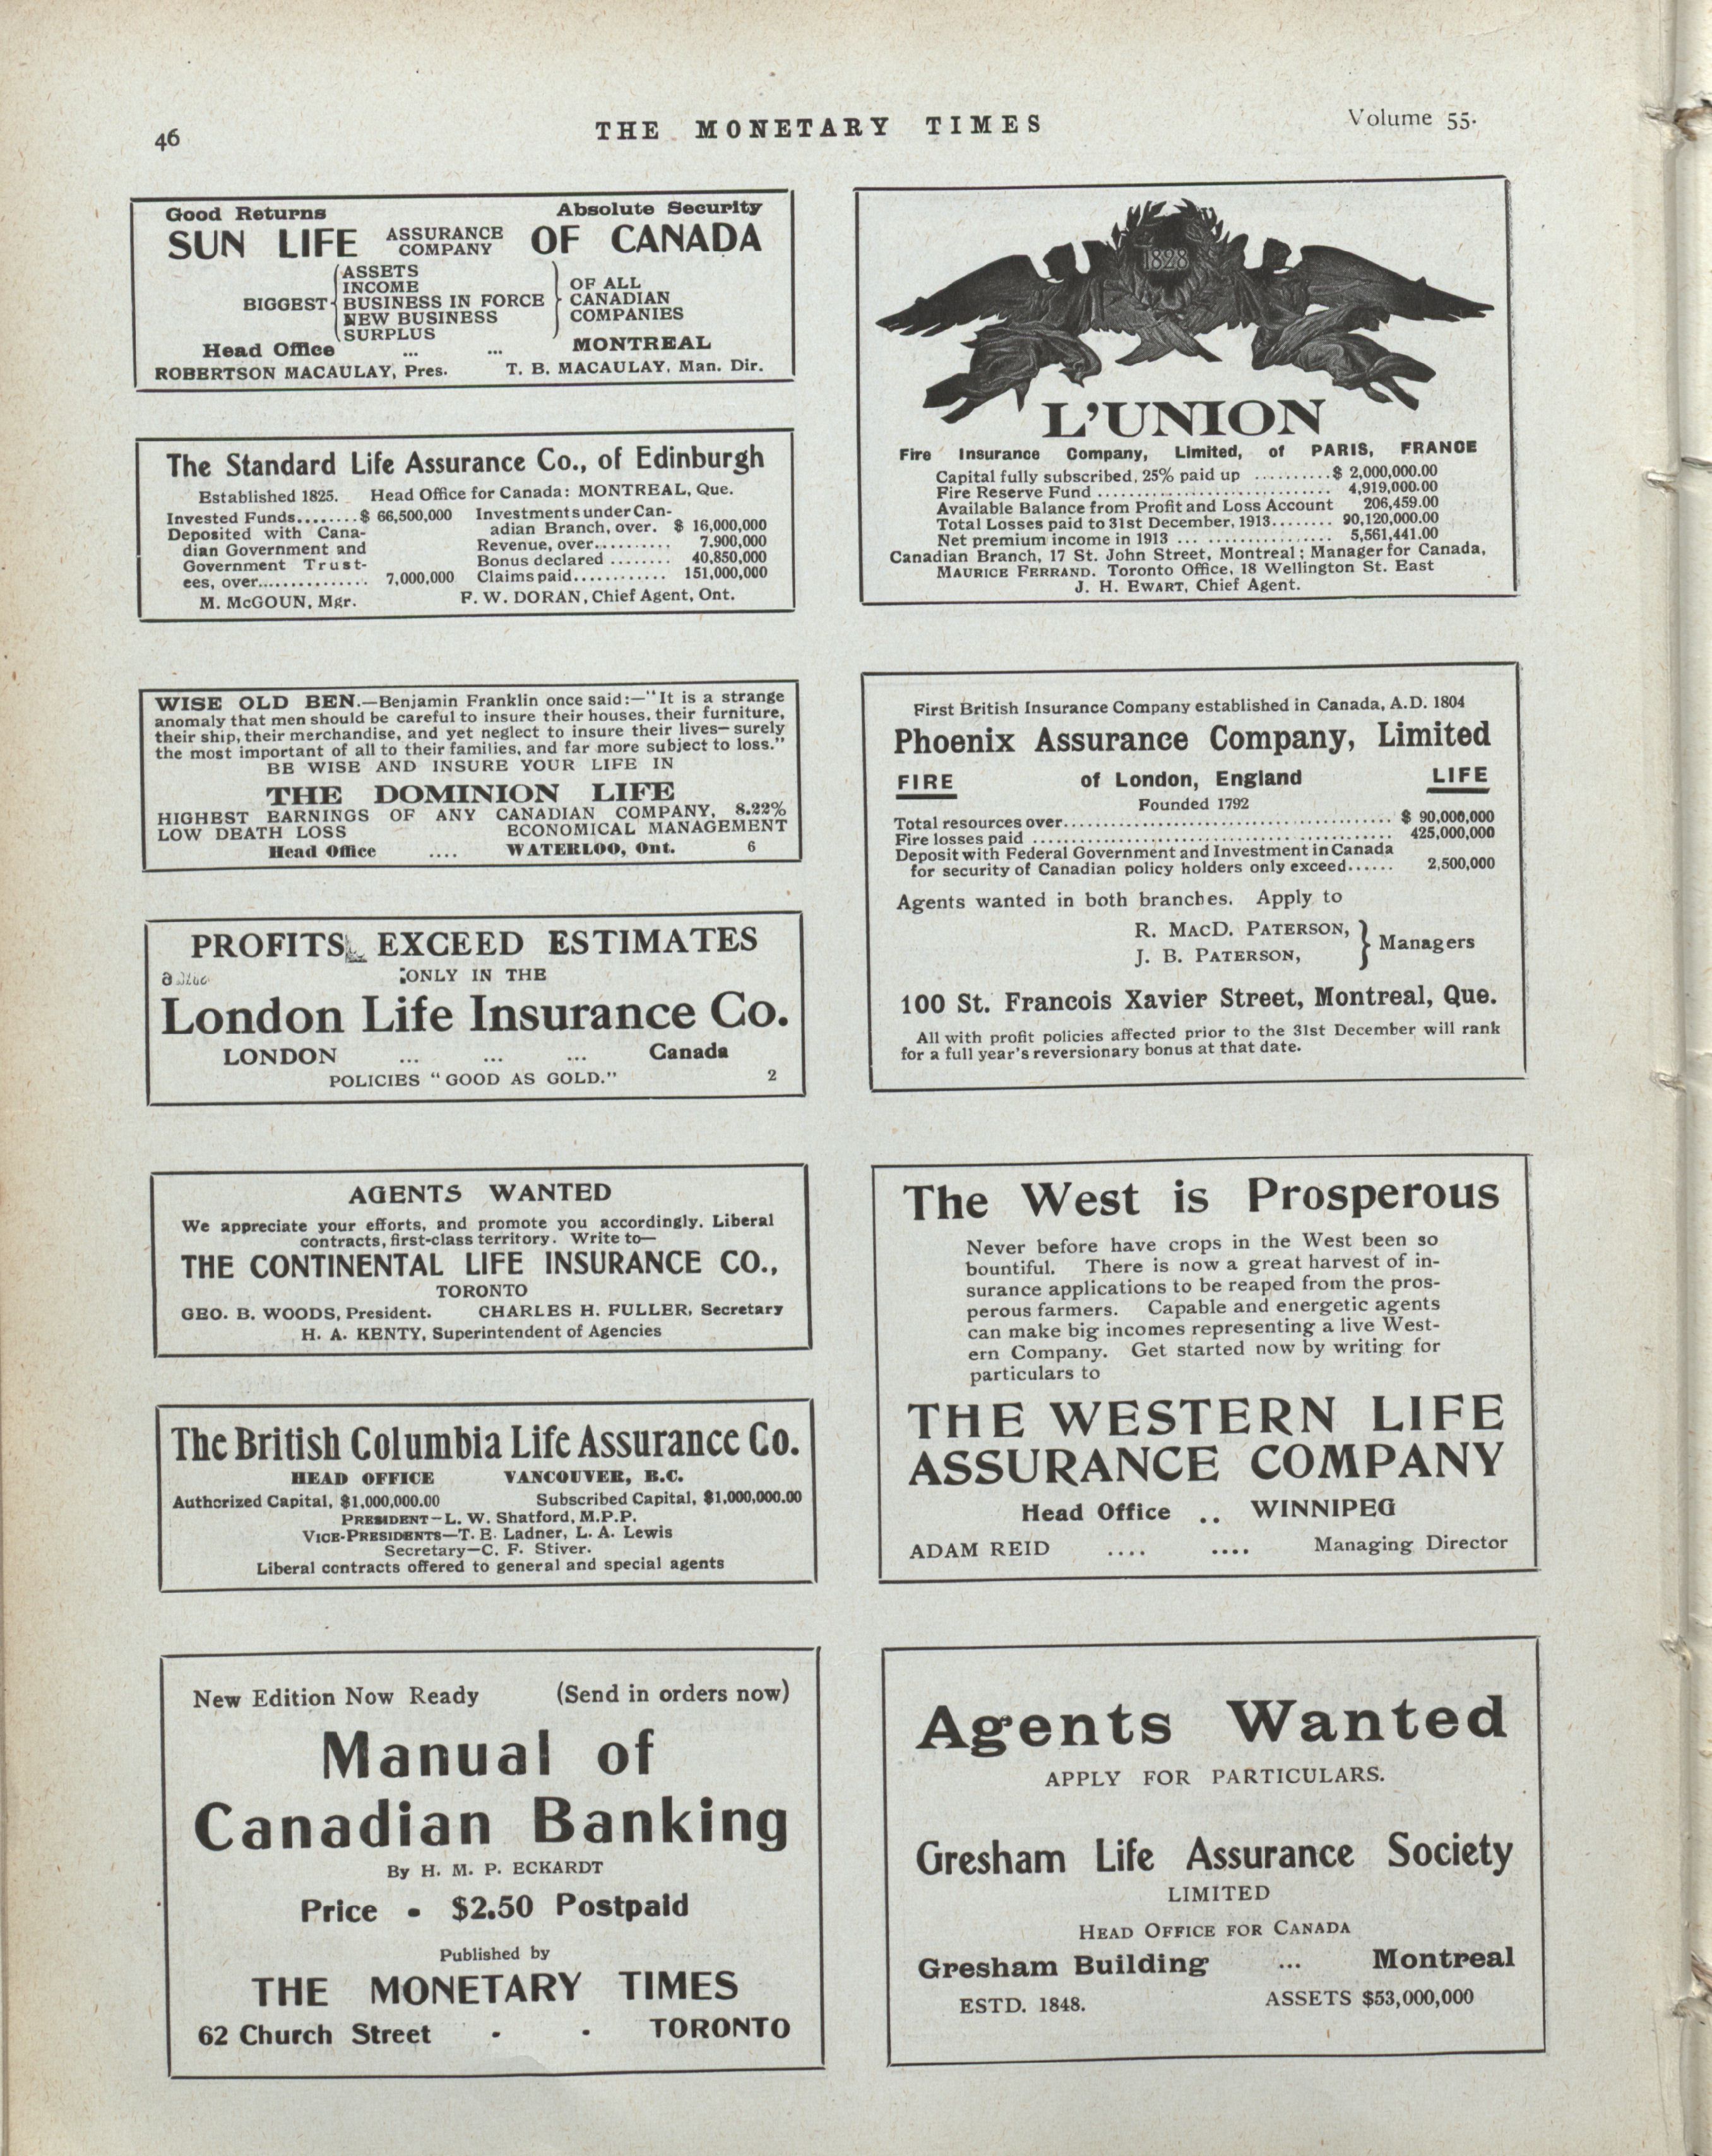 46
THE MONETARY TIMES
Volume 55.
Good Returns Absolute Security
SUN LIFE ASSURANCE COMPANY OF CANADA
BIGGEST
ASSETS
INCOME
BUSINESS IN FORCE
NEW BUSINESS
SURPLUS
OF ALL
CANADIAN
COMPANIES
Head Office ... ... MONTREAL
ROBERTSON MACAULAY, Pres. T. B. MACAULAY, Man. Dir.
The Standard Life Assurance Co., of Edinburgh
Established 1825. Head Office for Canada: MONTREAL, Que.
Invested Funds........$ 66,500,000
Deposited with Cana-
dian Government and
Government Trust-
ees, over.............. 7,000,000
Investments under Can-
adian Branch, over. $ 16,000,000
Revenue, over.......... 7,900,000
Bonus declared ........ 40,850,000
Claims paid............ 151,000,000
M. McGOUN, Mgr. F. W. DORAN, Chief Agent, Ont.
WISE OLD BEN.—Benjamin Franklin once said:—"It is a strange
anomaly that men should be careful to insure their houses, their furniture,
their ship, their merchandise, and yet neglect to insure their lives—surely
the most important of all to their families, and far more subject to loss."
BE WISE AND INSURE YOUR LIFE IN
THE DOMINION LIFE
HIGHEST EARNINGS OF ANY CANADIAN COMPANY, 8.22%
LOW DEATH LOSS ECONOMICAL MANAGEMENT
Head Office .... WATERLOO, Ont. 6
PROFITS EXCEED ESTIMATES
ONLY IN THE
London Life Insurance Co.
LONDON ... ... ... Canada
POLICIES "GOOD AS GOLD." 2
AGENTS WANTED
We appreciate your efforts, and promote you accordingly. Liberal
contracts, first-class territory. Write to—
THE CONTINENTAL LIFE INSURANCE CO.,
TORONTO
GEO. B. WOODS, President. CHARLES H. FULLER, Secretary
H. A. KENTY, Superintendent of Agencies
The British Columbia Life Assurance Co.
HEAD OFFICE VANCOUVER, B.C.
Authorized Capital, $1,000,000.00 Subscribed Capital, $1,000,000.00
PRESIDENT—L. W. Shatford, M.P.P.
VICE-PRESIDENTS—T. E. Ladner, L. A. Lewis
Secretary—C. F. Stiver.
Liberal contracts offered to general and special agents
New Edition Now Ready (Send in orders now)
Manual of
Canadian Banking
By H. M. P. ECKARDT
Price - $2.50 Postpaid
Published by
THE MONETARY TIMES
62 Church Street - - TORONTO
1828
L'UNION
Fire Insurance Company, Limited, of PARIS, FRANCE
Capital fully subscribed, 25% paid up ..........$ 2,000,000.00
Fire Reserve Fund .............................. 4,919,000.00
Available Balance from Profit and Loss Account 206,459.00
Total Losses paid to 31st December, 1913........ 90,120,000.00
Net premium income in 1913 ... ................ 5,561,441.00
Canadian Branch, 17 St. John Street, Montreal; Manager for Canada,
MAURICE FERRAND. Toronto Office, 18 Wellington St. East
J. H. EWART, Chief Agent.
First British Insurance Company established in Canada, A.D. 1804
Phoenix Assurance Company, Limited
FIRE of London, England LIFE
Founded 1792
Total resources over.......................................... $ 90,000,000
Fire losses paid .............................................. 425,000,000
Deposit with Federal Government and Investment in Canada
for security of Canadian policy holders only exceed...... 2,500,000
Agents wanted in both branches. Apply to
R. MACD. PATERSON,
J. B. PATERSON,
Managers
100 St. Francois Xavier Street, Montreal, Que.
All with profit policies affected prior to the 31st December will rank
for a full year's reversionary bonus at that date.
The West is Prosperous
Never before have crops in the West been so
bountiful. There is now a great harvest of in-
surance applications to be reaped from the pros-
perous farmers. Capable and energetic agents
can make big incomes representing a live West-
ern Company. Get started now by writing for
particulars to
THE WESTERN LIFE
ASSURANCE COMPANY
Head Office .. WINNIPEG
ADAM REID .... .... Managing Director
Agents Wanted
APPLY FOR PARTICULARS.
Gresham Life Assurance Society
LIMITED
HEAD OFFICE FOR CANADA
Gresham Building ... Montreal
ESTD. 1848. ASSETS $53,000,000